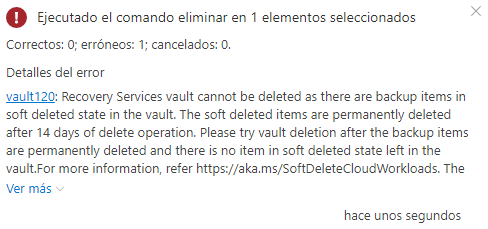 Ejecutado el comando eliminar en 1 elementos seleccionados
Correctos: 0; erróneos: 1; cancelados: 0.
Detalles del error
vault120: Recovery Services vault cannot be deleted as there are backup items in
soft deleted state in the vault. The soft deleted items are permanently deleted
after 14 days of delete operation. Please try vault deletion after the backup items
are permanently deleted and there is no item in soft deleted state left in the
vault.For more information, refer https://aka.ms/SoftDeleteCloudWorkloads. The
Ver más
hace unos segundos